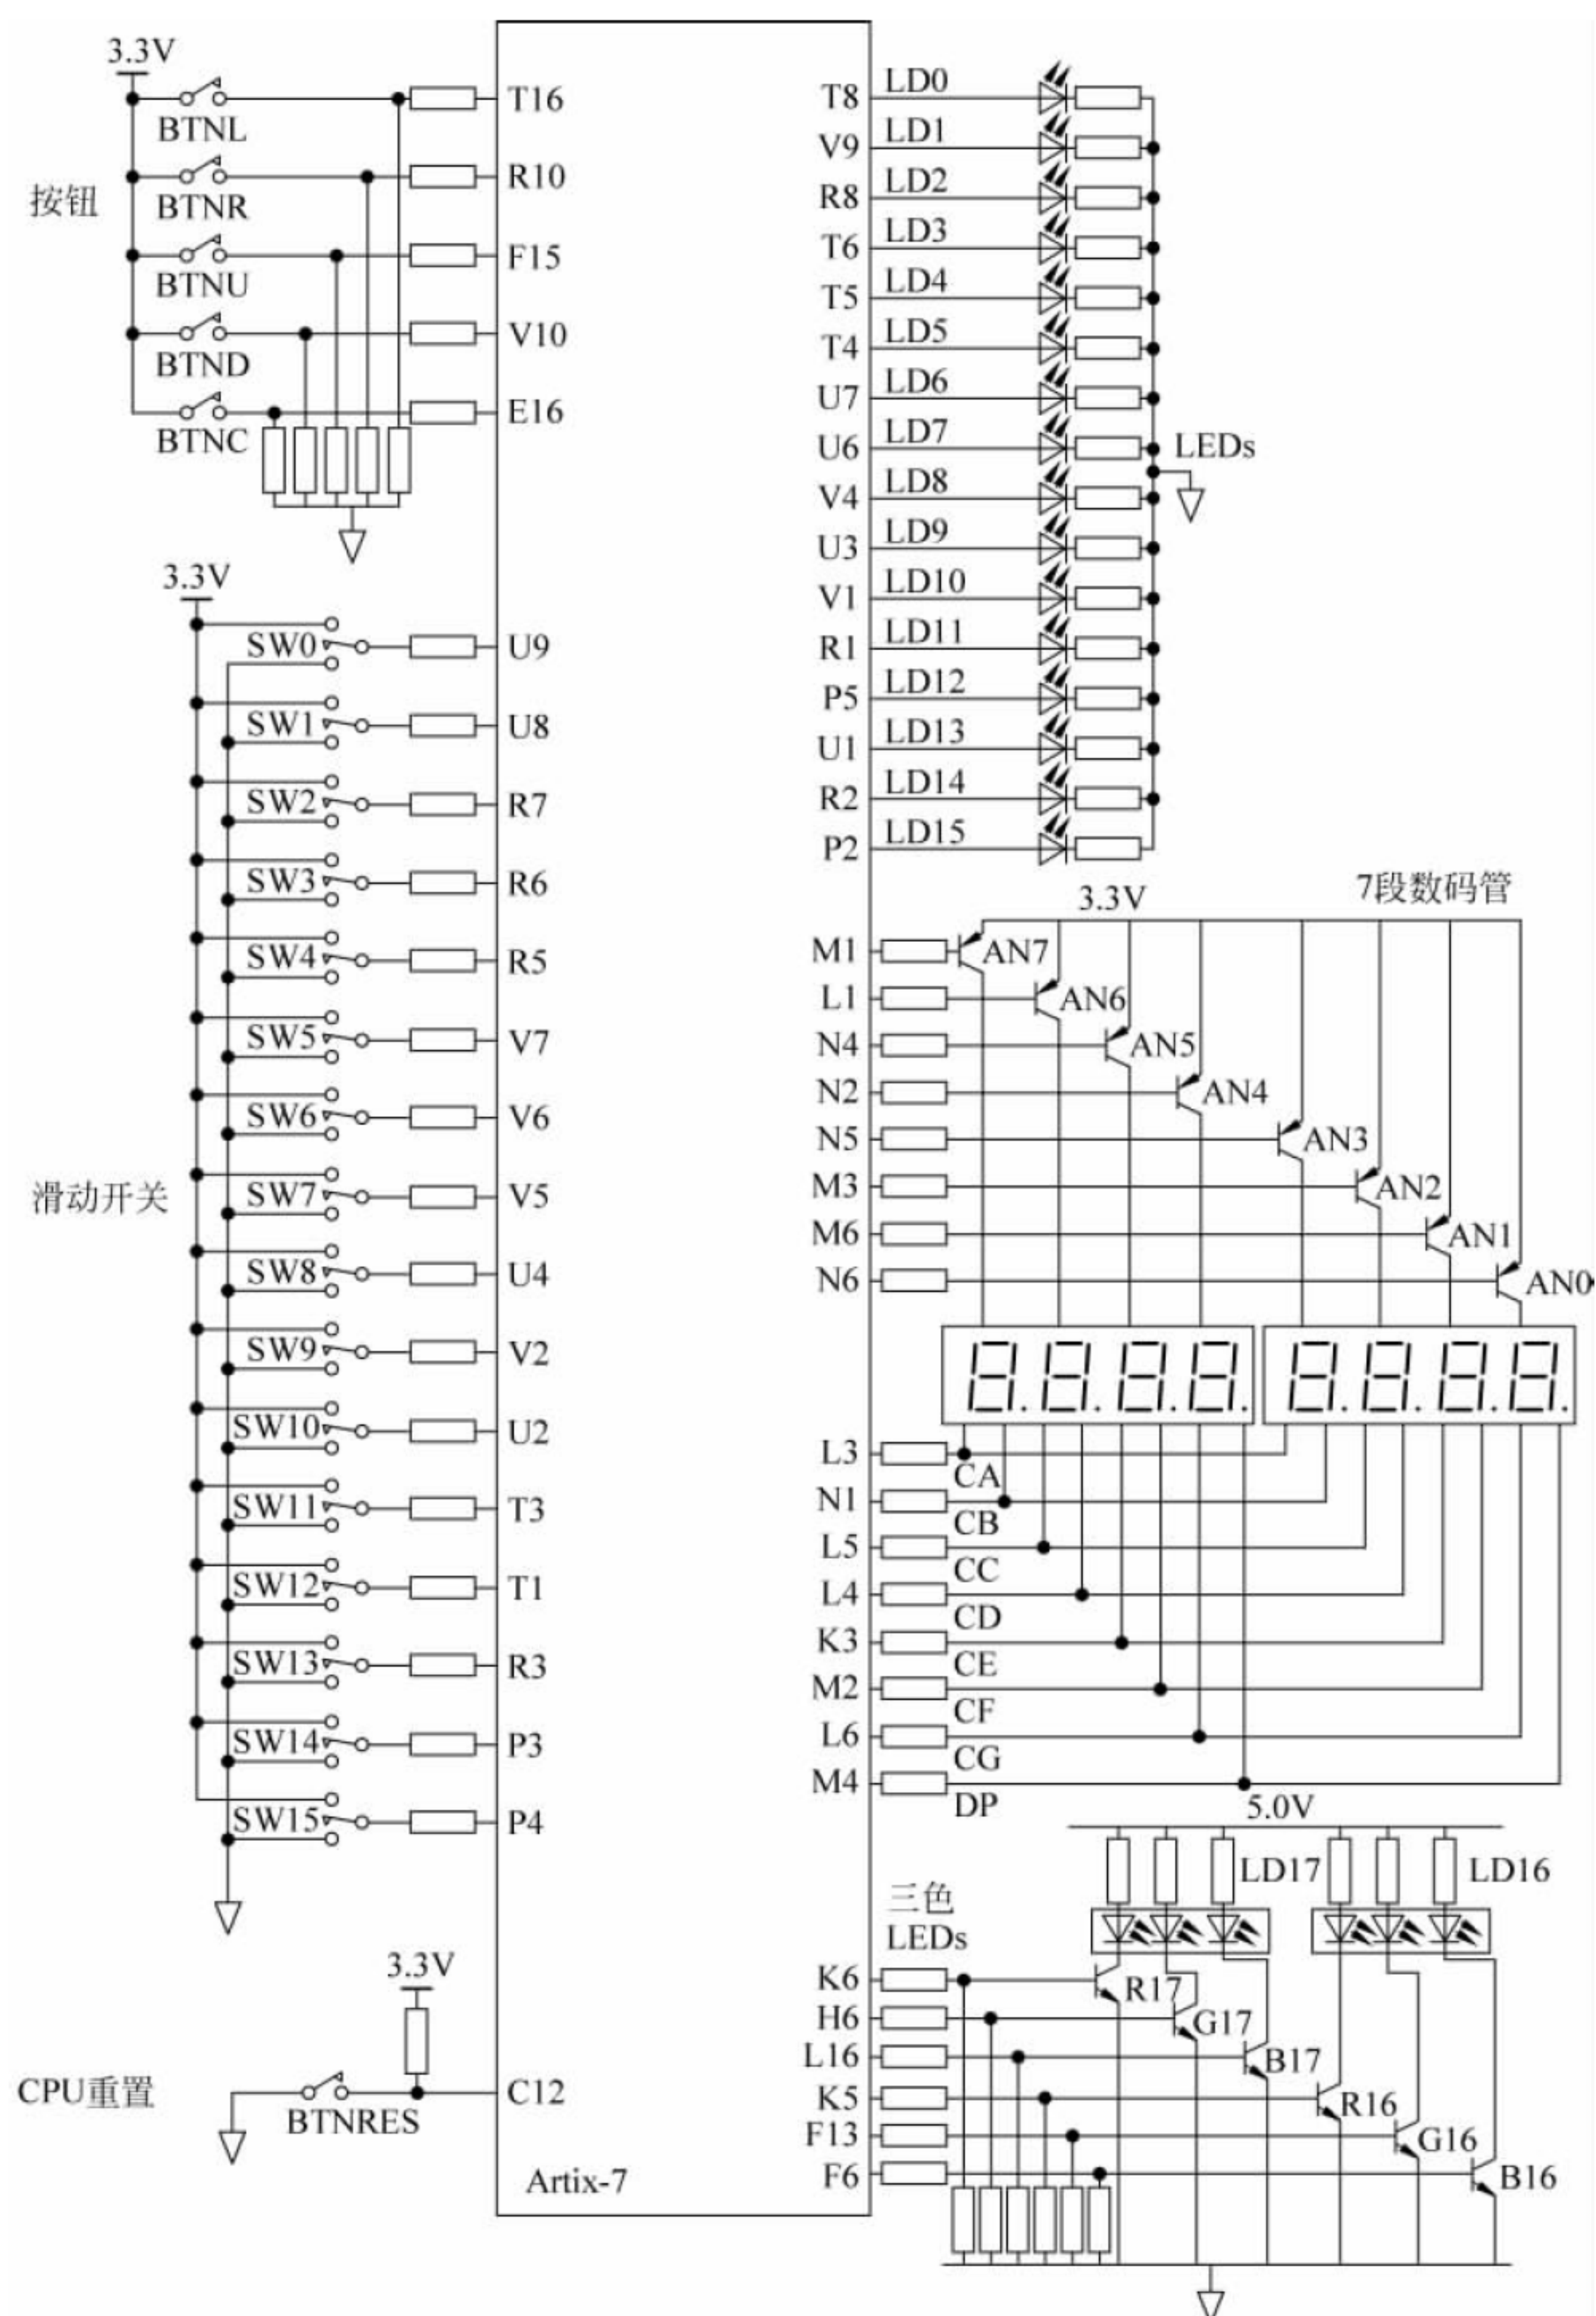 3.3V
BTNL
T16
BTNR
R10
按钮
BTNU
F15
BTND
V10
BTNC
E16
3.3V
SW0
U9
SW1
U8
SW2
R7
SW3
R6
SW4
R5
SW5
V7
SW6
V6
滑动开关
SW7
V5
SW8
U4
SW9
V2
SW10
U2
SW11
T3
SW12
T1
SW13
R3
SW14
P3
SW15
P4
3.3V
CPU重置
BTNRES
C12
Artix-7
T8 LD0
V9 LD1
R8 LD2
T6 LD3
T5 LD4
T4 LD5
U7 LD6
U6 LD7
LEDs
V4 LD8
U3 LD9
V1 LD10
R1 LD11
P5 LD12
U1 LD13
R2 LD14
P2 LD15
3.3V
7段数码管
M1 AN7
L1 AN6
N4 AN5
N2 AN4
N5 AN3
M3 AN2
M6 AN1
N6 AN0
8.8.8.8. 8.8.8.8.
L3 CA
N1 CB
L5 CC
L4 CD
K3 CE
M2 CF
L6 CG
M4 DP
5.0V
LD17
LD16
三色
LEDs
K6 R17
H6 G17
L16 B17
K5 R16
F13 G16
F6 B16